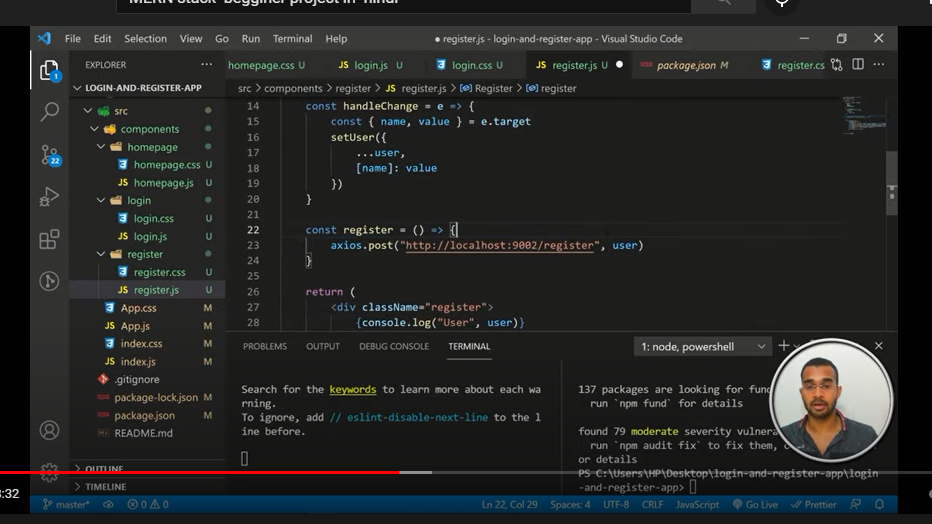 "MERN stack" begginer project in "hindi"
File Edit Selection View Go Run Terminal Help
● register.js - login-and-register-app - Visual Studio Code
EXPLORER
homepage.css U login.js U login.css U register.js U package.json M register.cs
LOGIN-AND-REGISTER-APP
src > components > register > register.js > Register > register
src
components
homepage
homepage.css U
homepage.js U
login
login.css U
login.js U
register
register.css U
register.js U
App.css M
App.js M
index.css M
index.js M
.gitignore
package-lock.json M
package.json M
README.md
OUTLINE
TIMELINE
1
22
14 const handleChange = e => {
15 const { name, value } = e.target
16 setUser({
17 ...user,
18 [name]: value
19 })
20 }
21
22 const register = () => {
23 axios.post("http://localhost:9002/register", user)
24 }
25
26 return (
27 <div className="register">
28 {console.log("User", user)}
PROBLEMS OUTPUT DEBUG CONSOLE TERMINAL
1: node, powershell
Search for the keywords to learn more about each wa
rning.
To ignore, add // eslint-disable-next-line to the l
ine before.
137 packages are looking for fund
run `npm fund` for details
found 79 moderate severity vulnera
run `npm audit fix` to fix them,
or details
PS C:\Users\HP\Desktop\login-and-register-app\login
-and-register-app>
:32
master* 0 0 Ln 22, Col 29 Spaces: 4 UTF-8 CRLF JavaScript Go Live Prettier